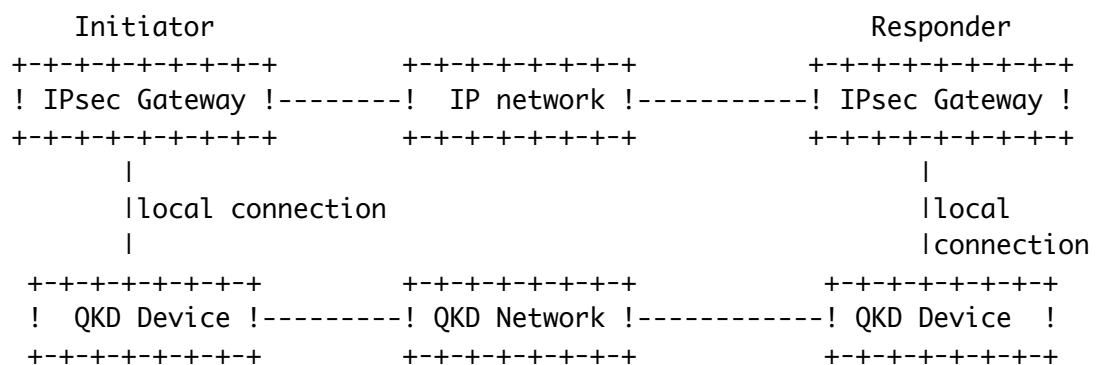 Initiator Responder
+-+-+-+-+-+-+-+-+ +-+-+-+-+-+-+-+ +-+-+-+-+-+-+-+-+
! IPsec Gateway !--------! IP network !-----------! IPsec Gateway !
+-+-+-+-+-+-+-+-+ +-+-+-+-+-+-+-+ +-+-+-+-+-+-+-+-+
| |
|local connection |local
| |connection
+-+-+-+-+-+-+-+ +-+-+-+-+-+-+-+ +-+-+-+-+-+-+-+
! QKD Device !---------! QKD Network !------------! QKD Device !
+-+-+-+-+-+-+-+ +-+-+-+-+-+-+-+ +-+-+-+-+-+-+-+